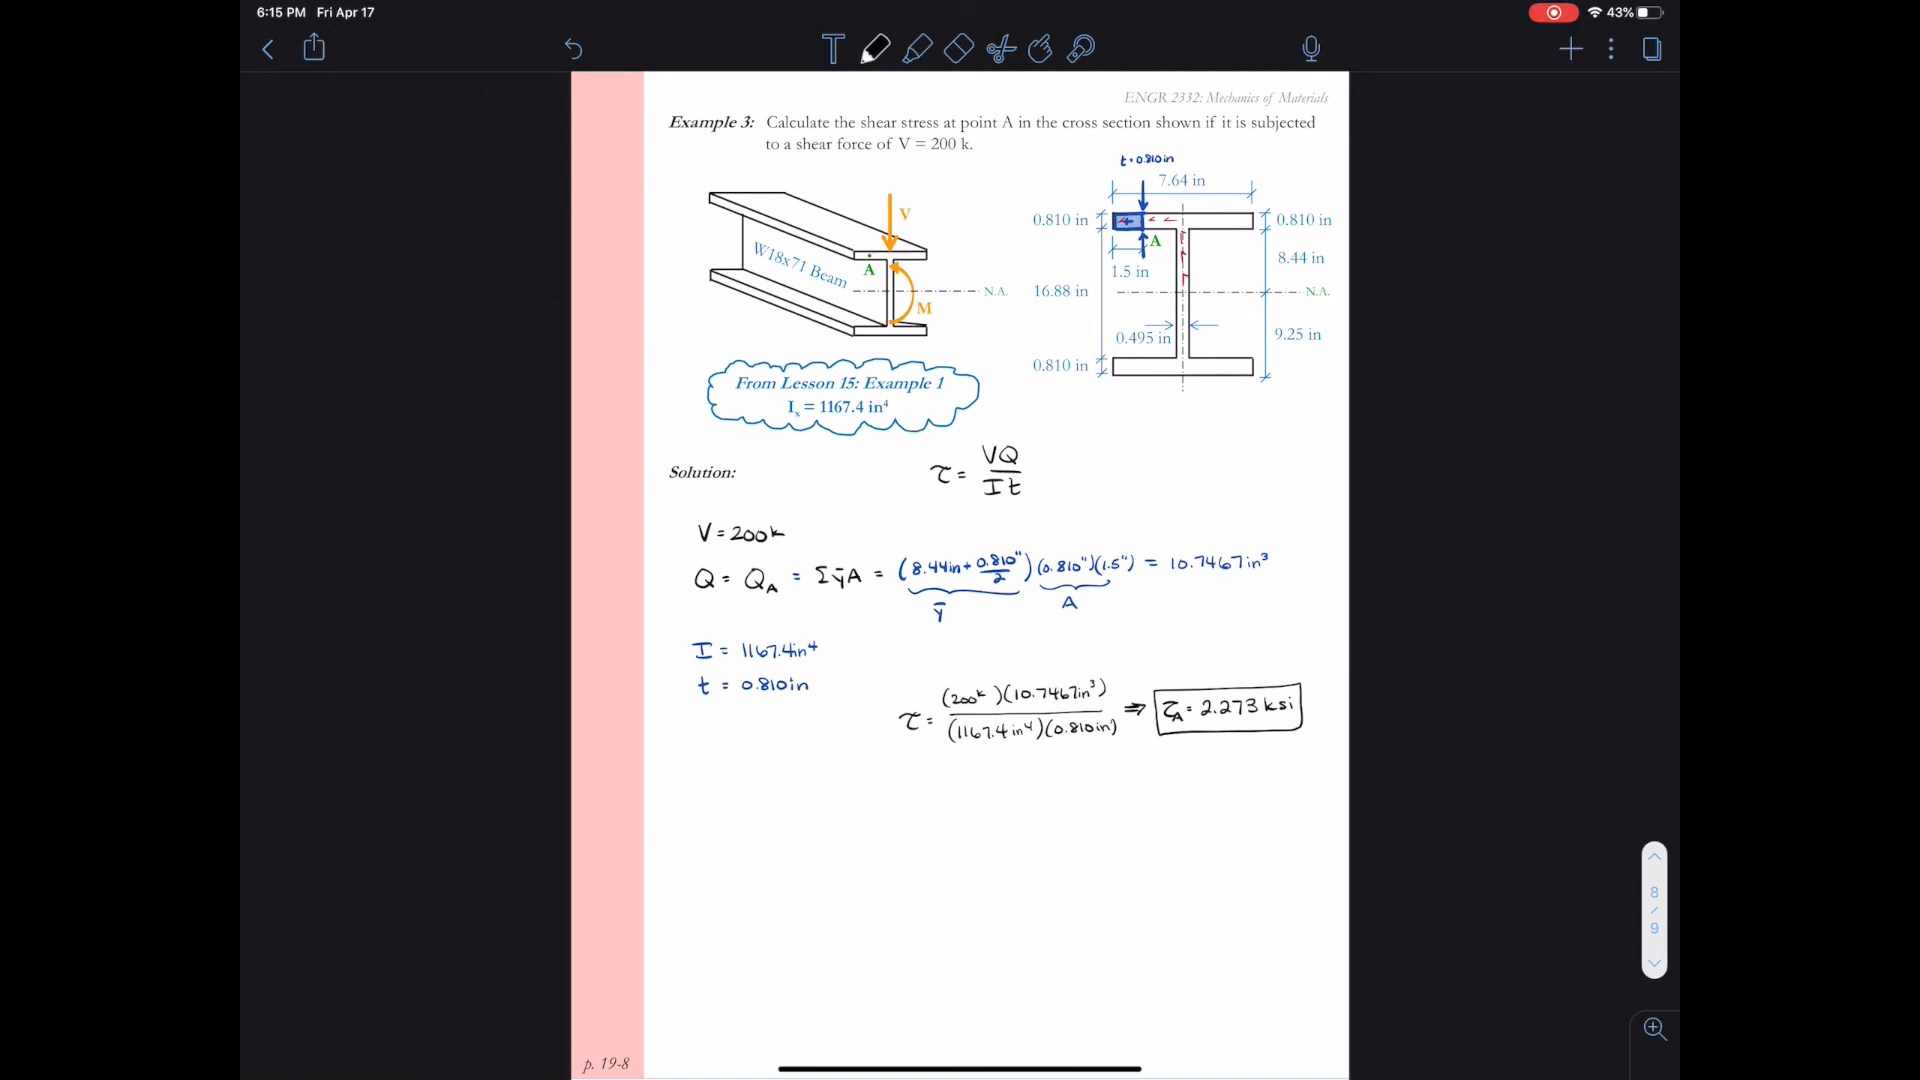 6:15 PM Fri Apr 17
43%
ENGR 2332: Mechanics of Materials
Example 3: Calculate the shear stress at point A in the cross section shown if it is subjected
to a shear force of V = 200 k.
t = 0.810in
7.64 in
0.810 in
0.810 in
V
A
W18x71 Beam
A
1.5 in
8.44 in
16.88 in
N.A.
N.A.
M
0.495 in
9.25 in
0.810 in
From Lesson 15: Example 1
Iₓ = 1167.4 in⁴
Solution:
τ = VQ / It
V = 200k
Q = Q_A = ΣȳA = (8.44in + 0.810"/2)(0.810")(1.5") = 10.7467in³
ȳ
A
I = 1167.4in⁴
t = 0.810in
τ = (200k)(10.7467in³) / (1167.4in⁴)(0.810in) ⇒ τ_A = 2.273 ksi
8
/
9
p. 19-8